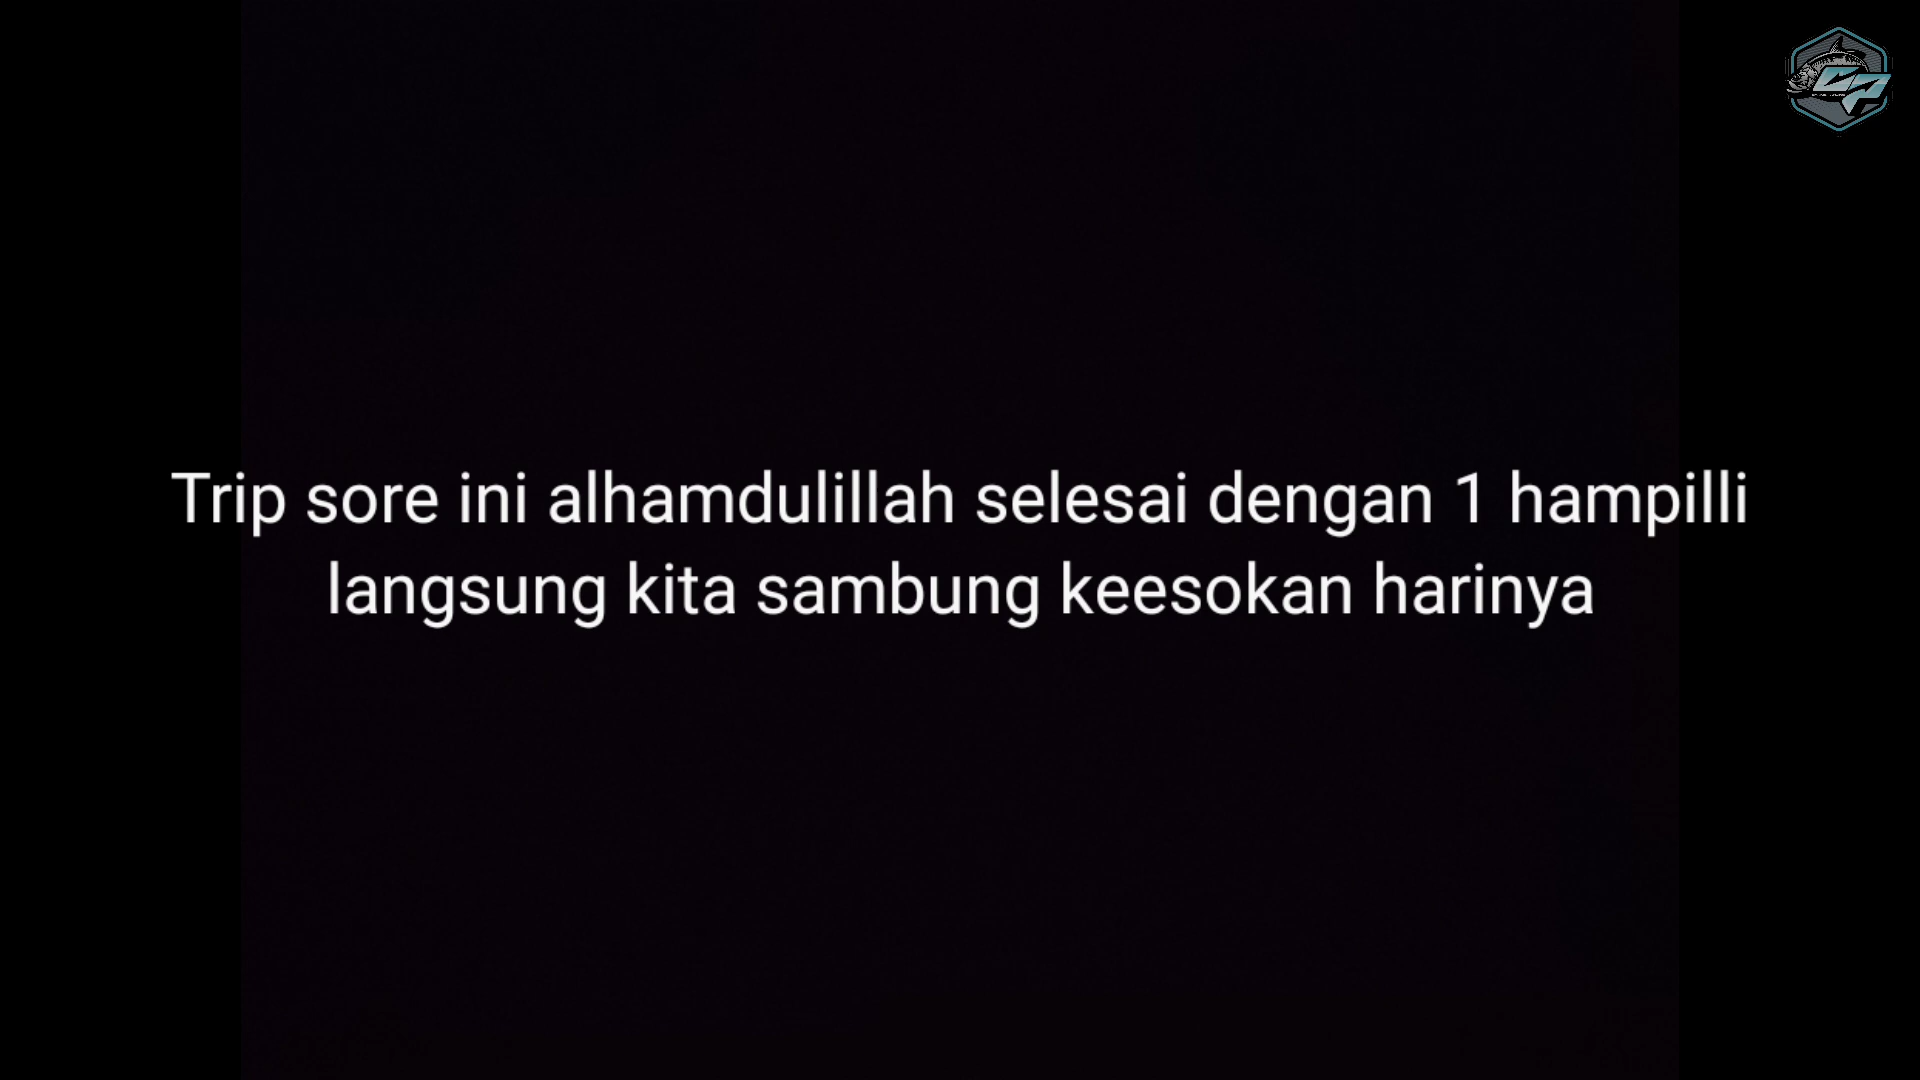 Trip sore ini alhamdulillah selesai dengan 1 hampilli
langsung kita sambung keesokan harinya